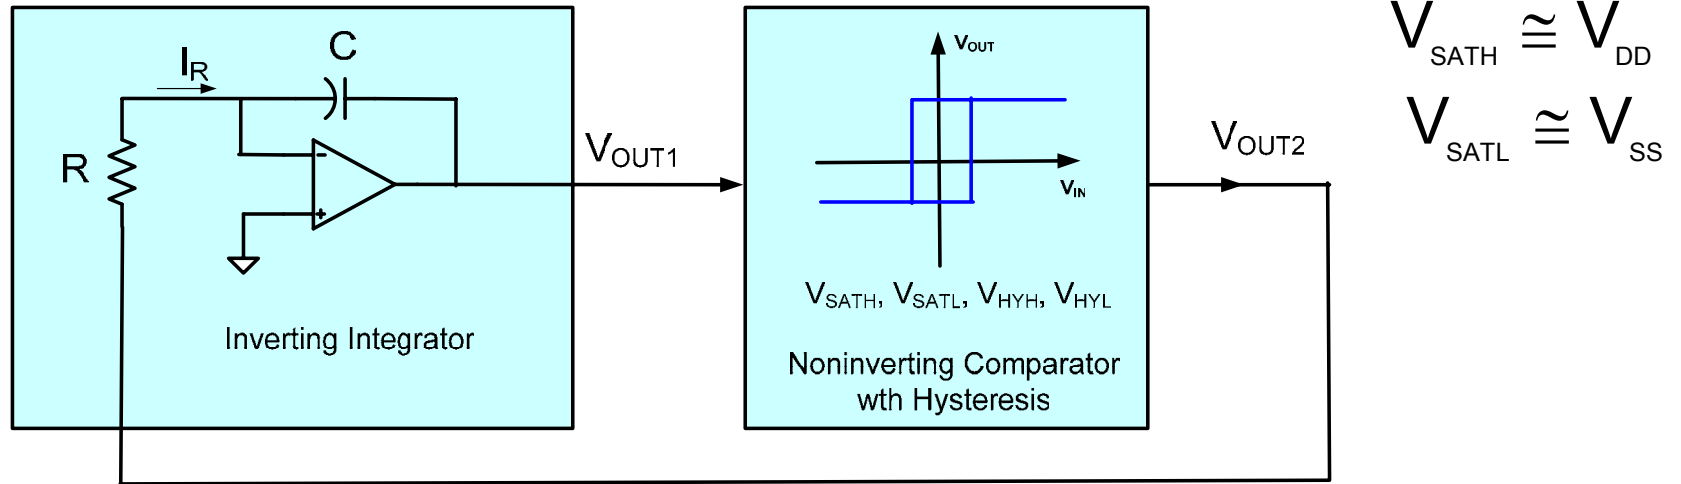 C
I_R
R
-
+
V_OUT1
Inverting Integrator
V_OUT
V_IN
V_SATH, V_SATL, V_HYH, V_HYL
Noninverting Comparator
wth Hysteresis
V_OUT2
V_SATH ≅ V_DD
V_SATL ≅ V_SS